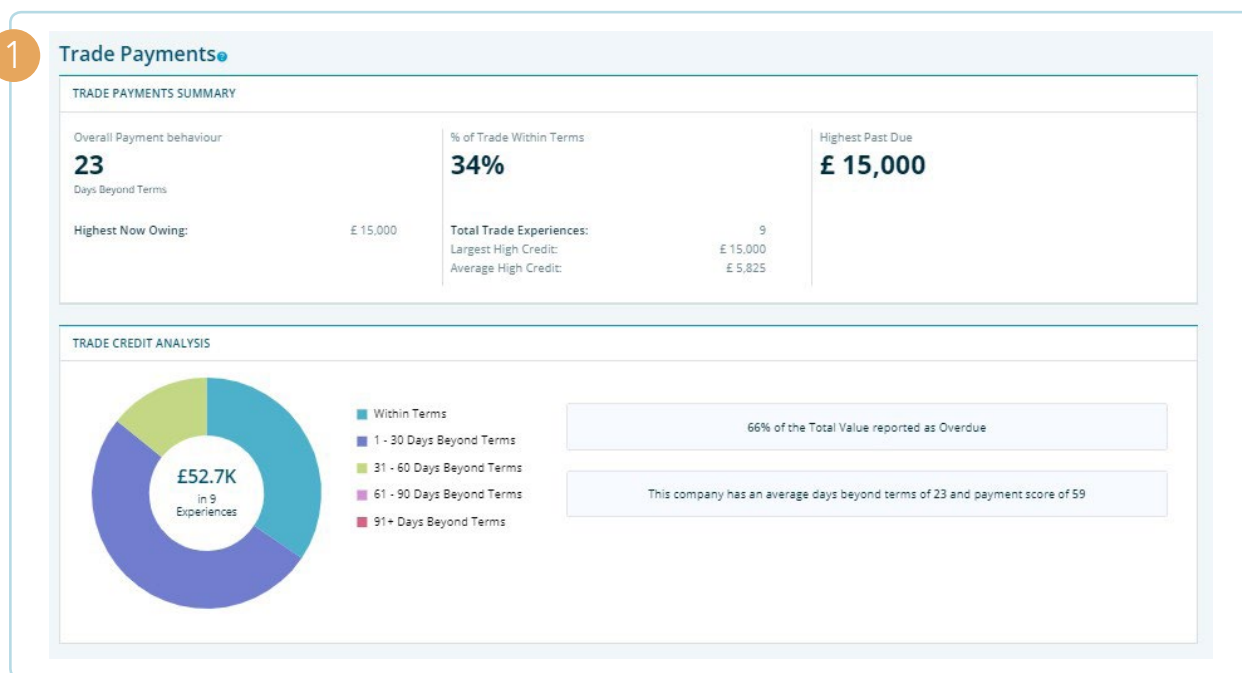 1
Trade Payments?
TRADE PAYMENTS SUMMARY
Overall Payment behaviour
23
Days Beyond Terms
Highest Now Owing: £ 15,000
% of Trade Within Terms
34%
Total Trade Experiences: 9
Largest High Credit: £ 15,000
Average High Credit: £ 5,825
Highest Past Due
£ 15,000
TRADE CREDIT ANALYSIS
£52.7K
in 9
Experiences
Within Terms
1 - 30 Days Beyond Terms
31 - 60 Days Beyond Terms
61 - 90 Days Beyond Terms
91+ Days Beyond Terms
66% of the Total Value reported as Overdue
This company has an average days beyond terms of 23 and payment score of 59